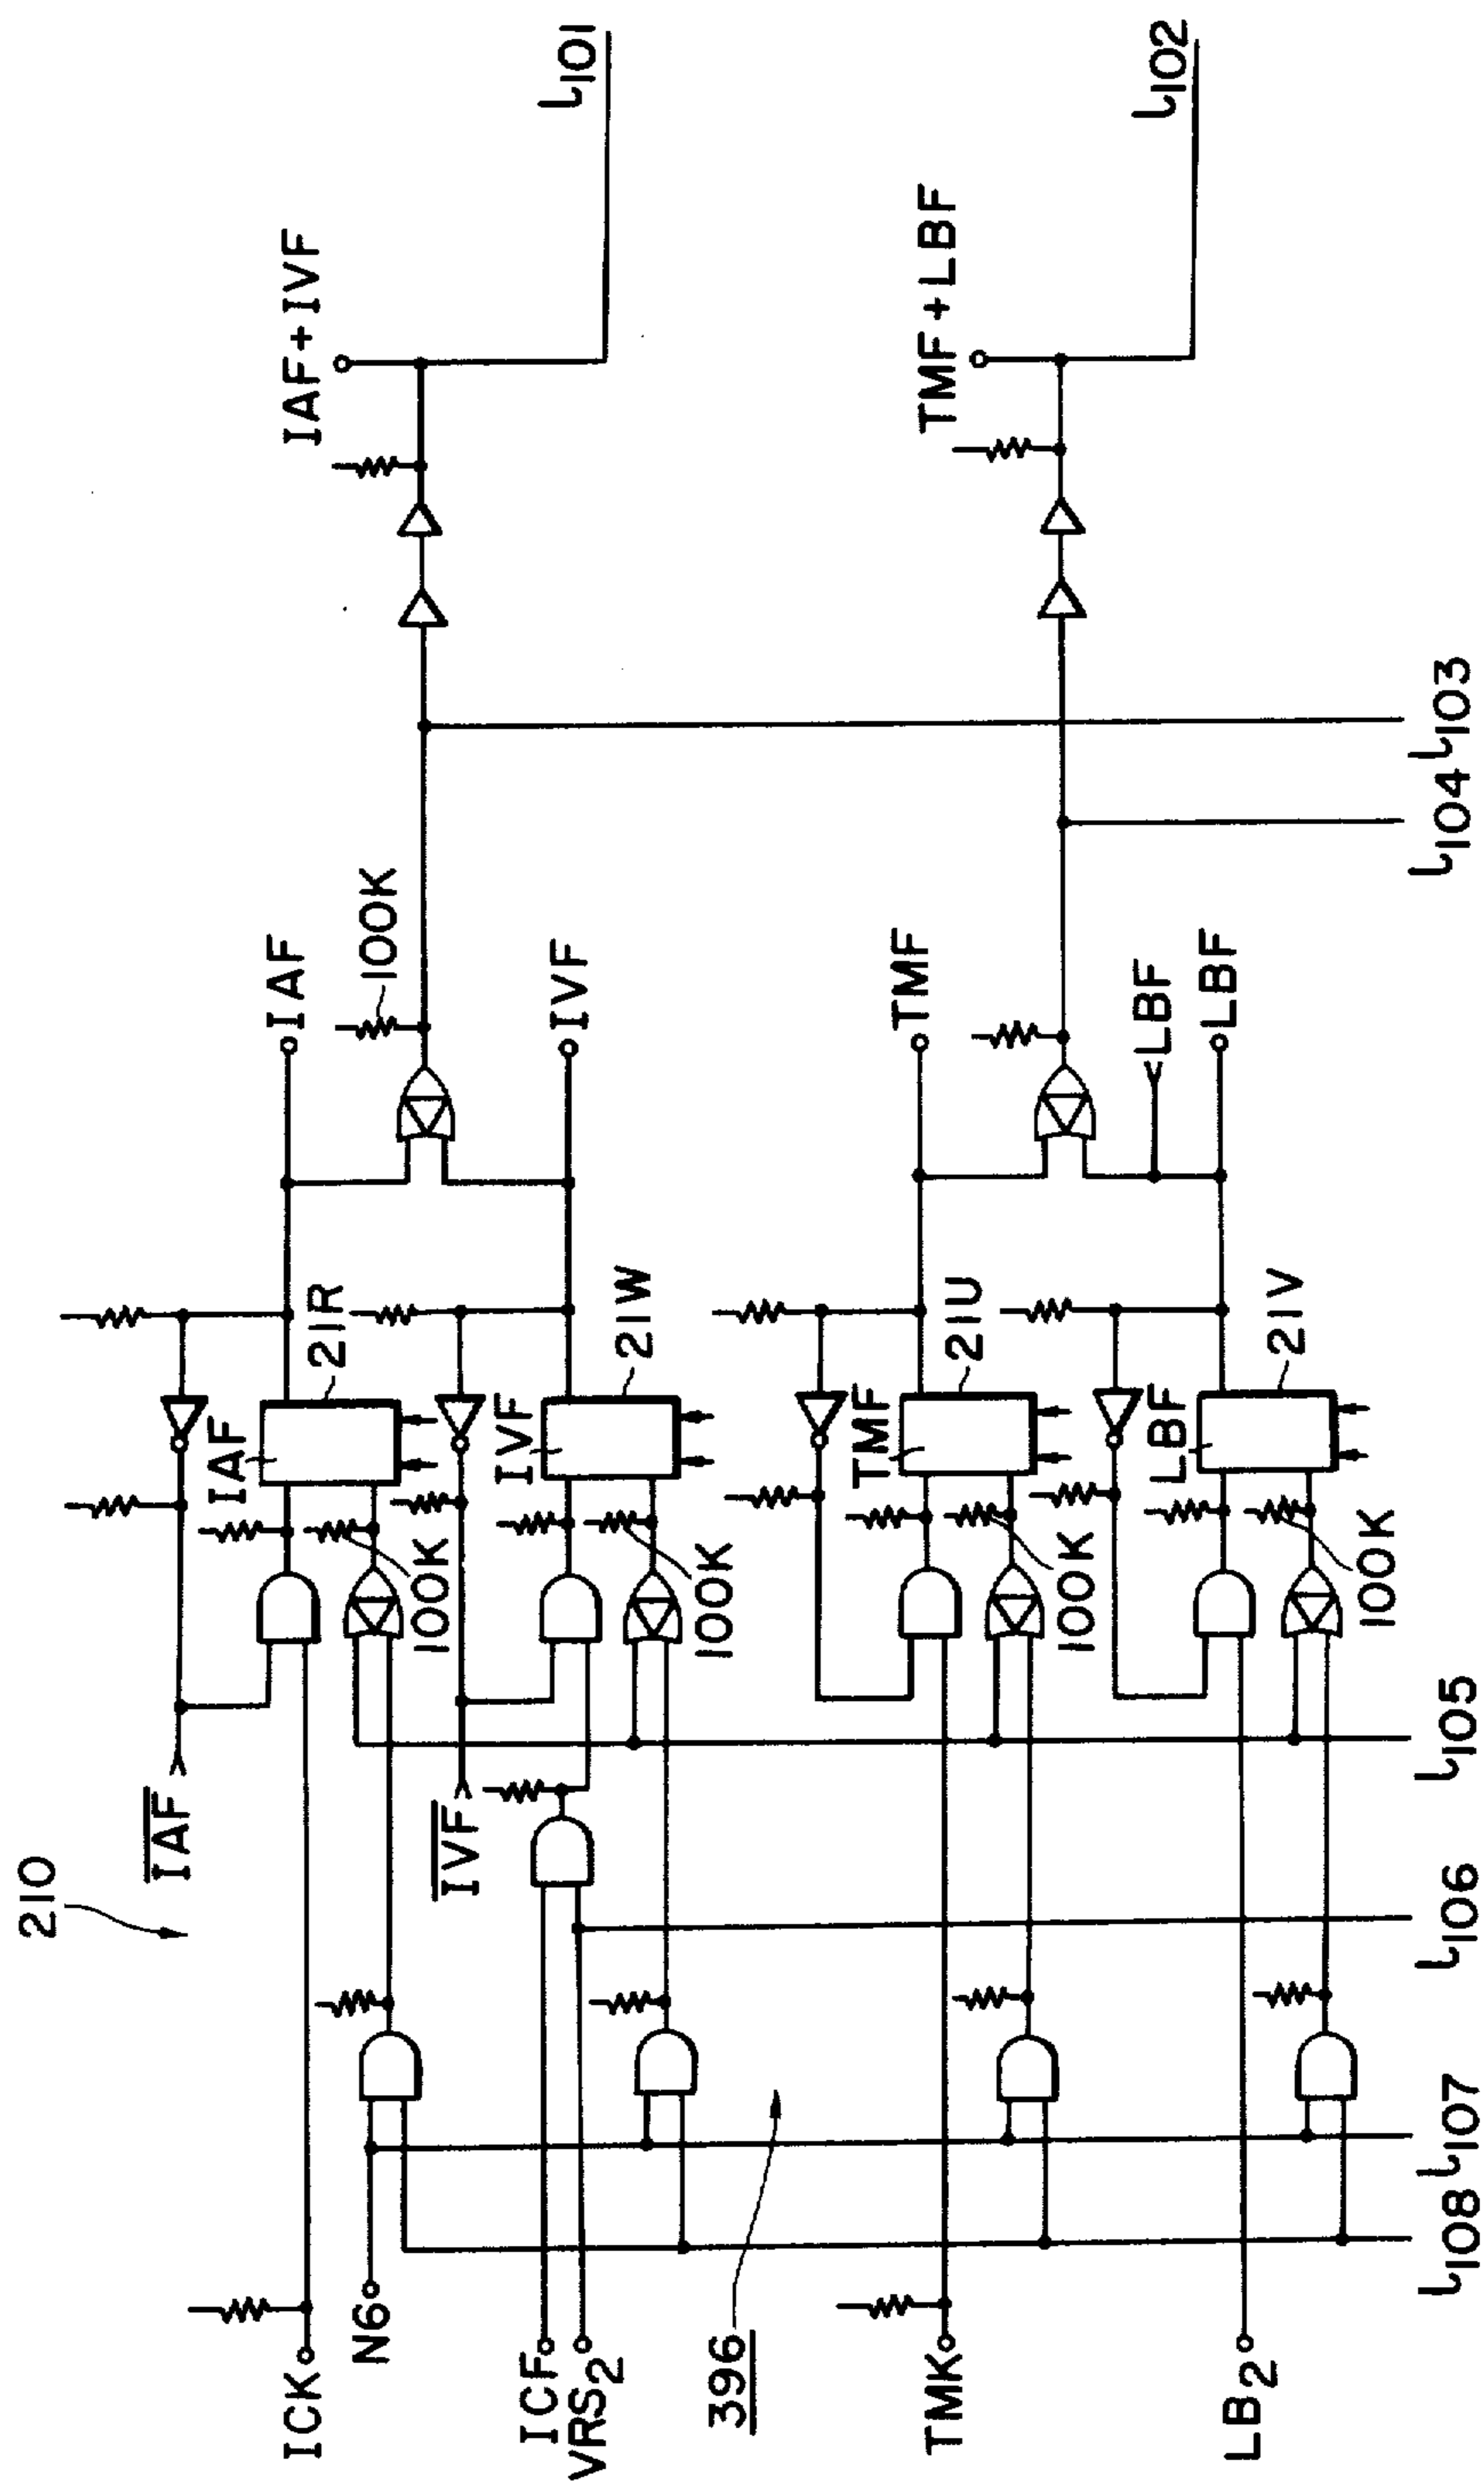 210
I͞A͞F͞
I͞V͞F͞
ICK
N6
ICF
VRS₂
396
TMK
LB₂
IAF
21R
100K
IVF
21W
100K
TMF
21U
100K
LBF
21V
100K
IAF
100K
IVF
TMF
LBF
LBF
IAF+IVF
TMF+LBF
l101
l102
l103
l104
l105
l106
l107
l108